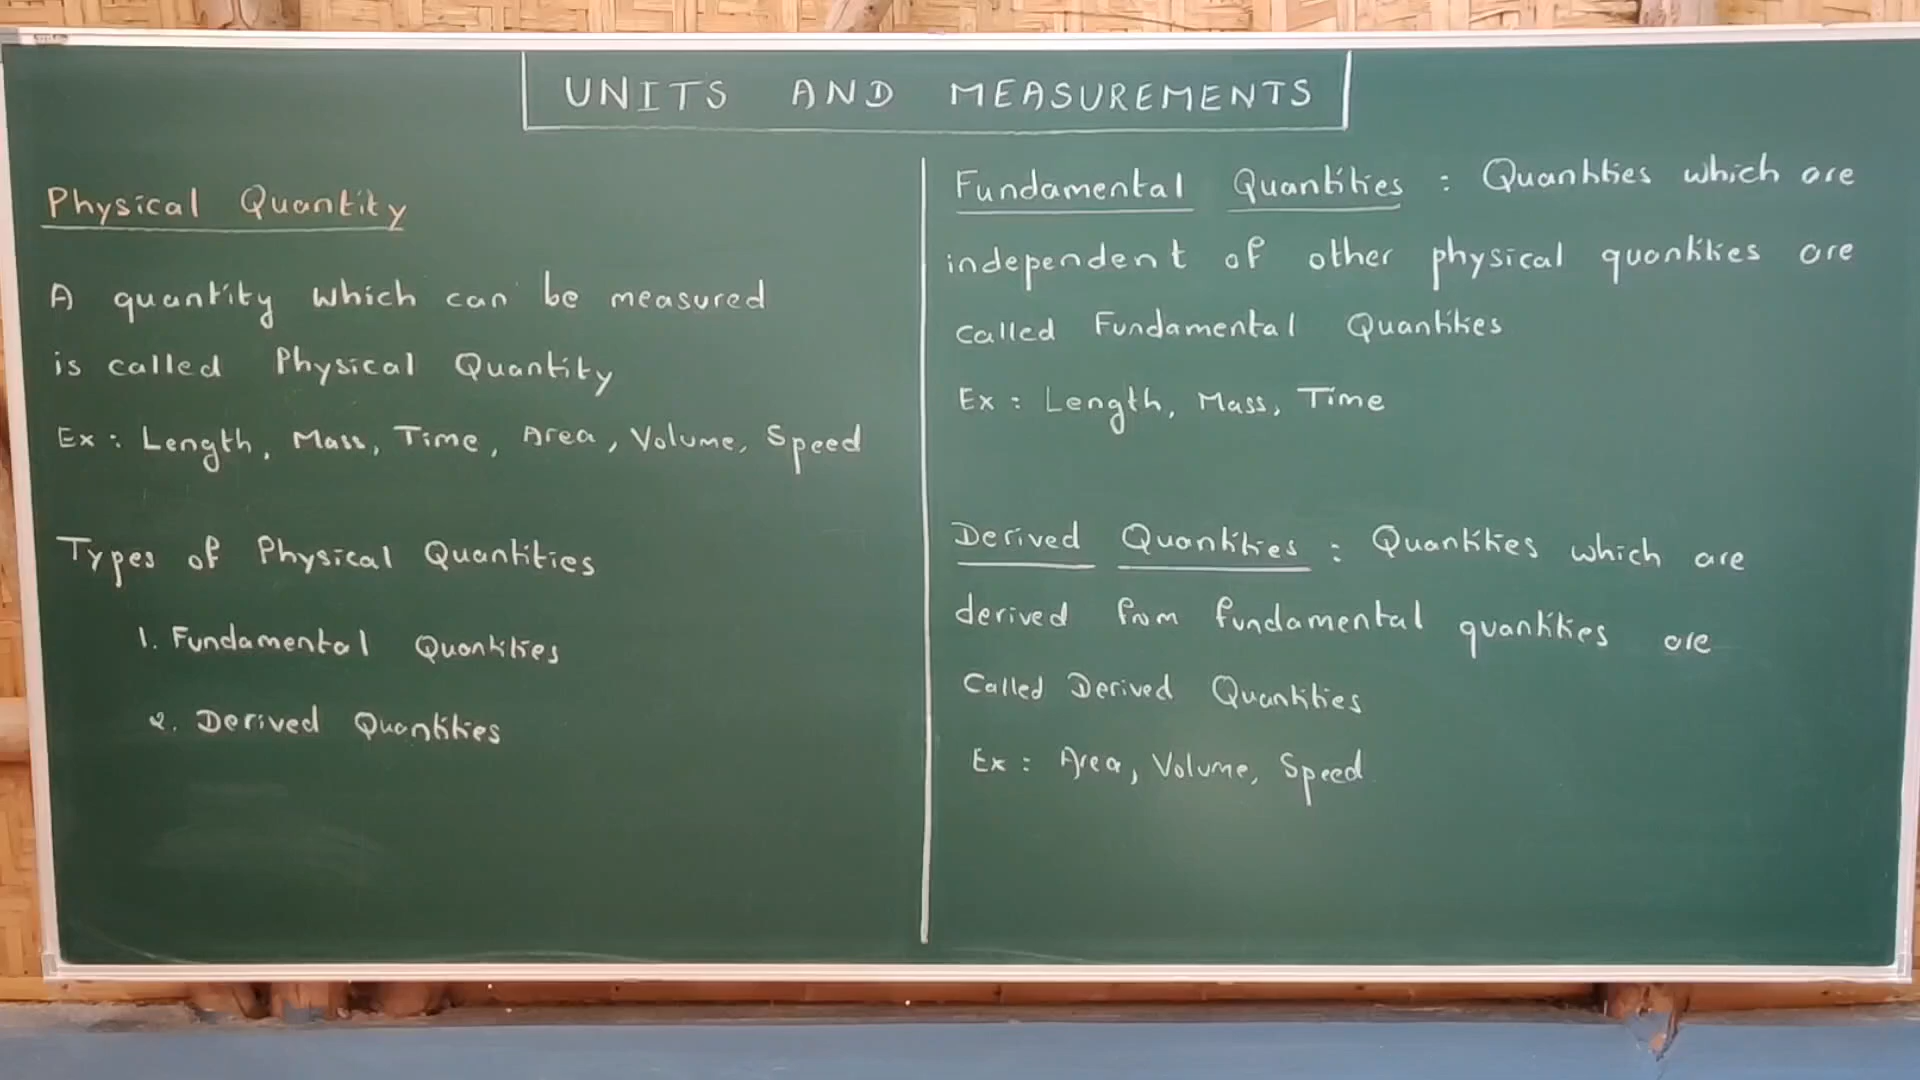 UNITS AND MEASUREMENTS
Physical Quantity
A quantity which can be measured
is called Physical Quantity
Ex : Length, Mass, Time, Area, Volume, Speed
Types of Physical Quantities
1. Fundamental Quantities
2. Derived Quantities
Fundamental Quantities : Quantities which are
independent of other physical quantities are
called Fundamental Quantities
Ex : Length, Mass, Time
Derived Quantities : Quantities which are
derived from fundamental quantities are
Called Derived Quantities
Ex : Area, Volume, Speed